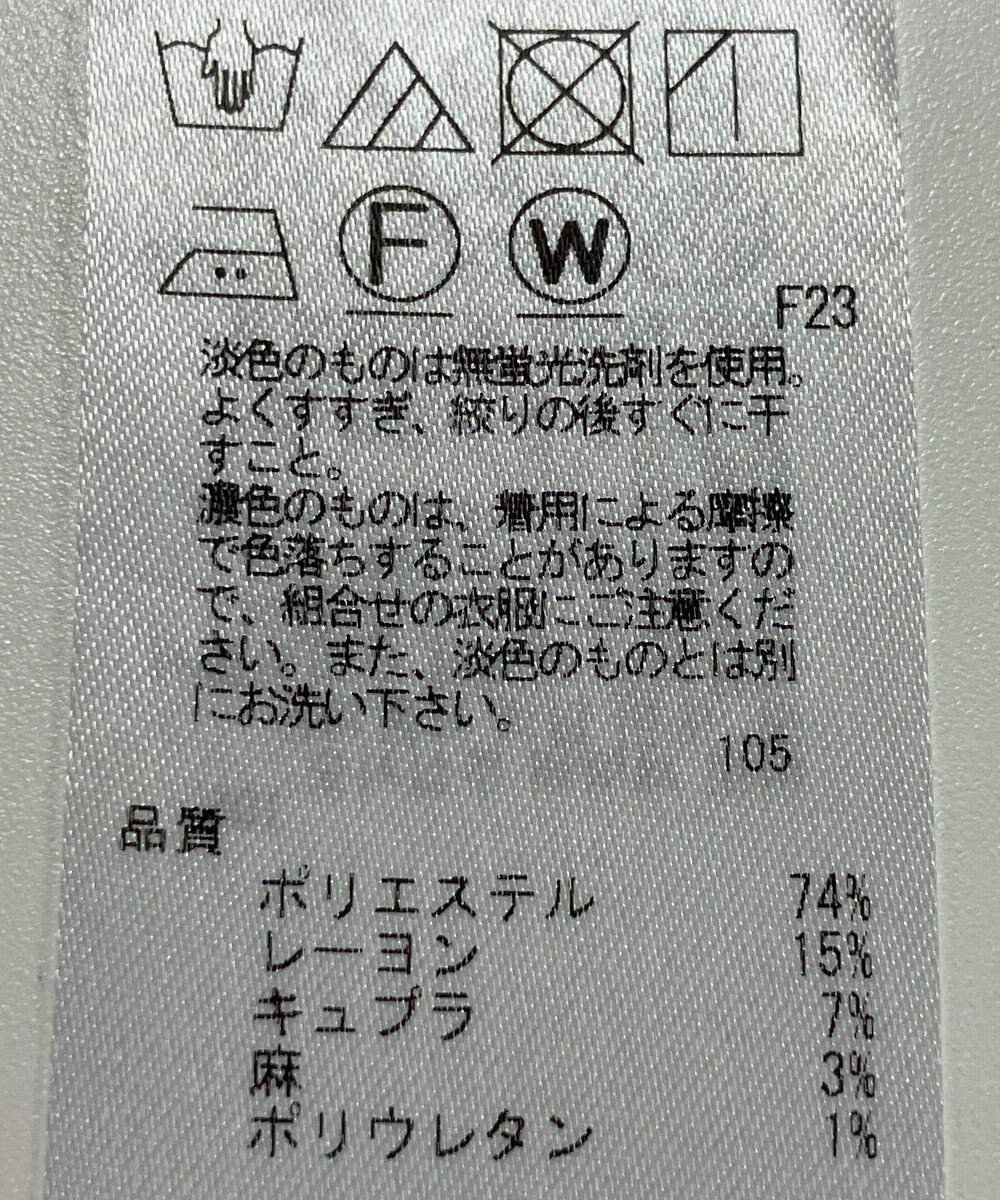 F W
F23
淡色のものは無蛍光洗剤を使用。
よくすすぎ、絞りの後すぐに干
すこと。
濃色のものは、着用による摩擦
で色落ちすることがありますの
で、組合せの衣服にご注意くだ
さい。また、淡色のものとは別
にお洗い下さい。
105
品質
ポリエステル 74%
レーヨン 15%
キュプラ 7%
麻 3%
ポリウレタン 1%